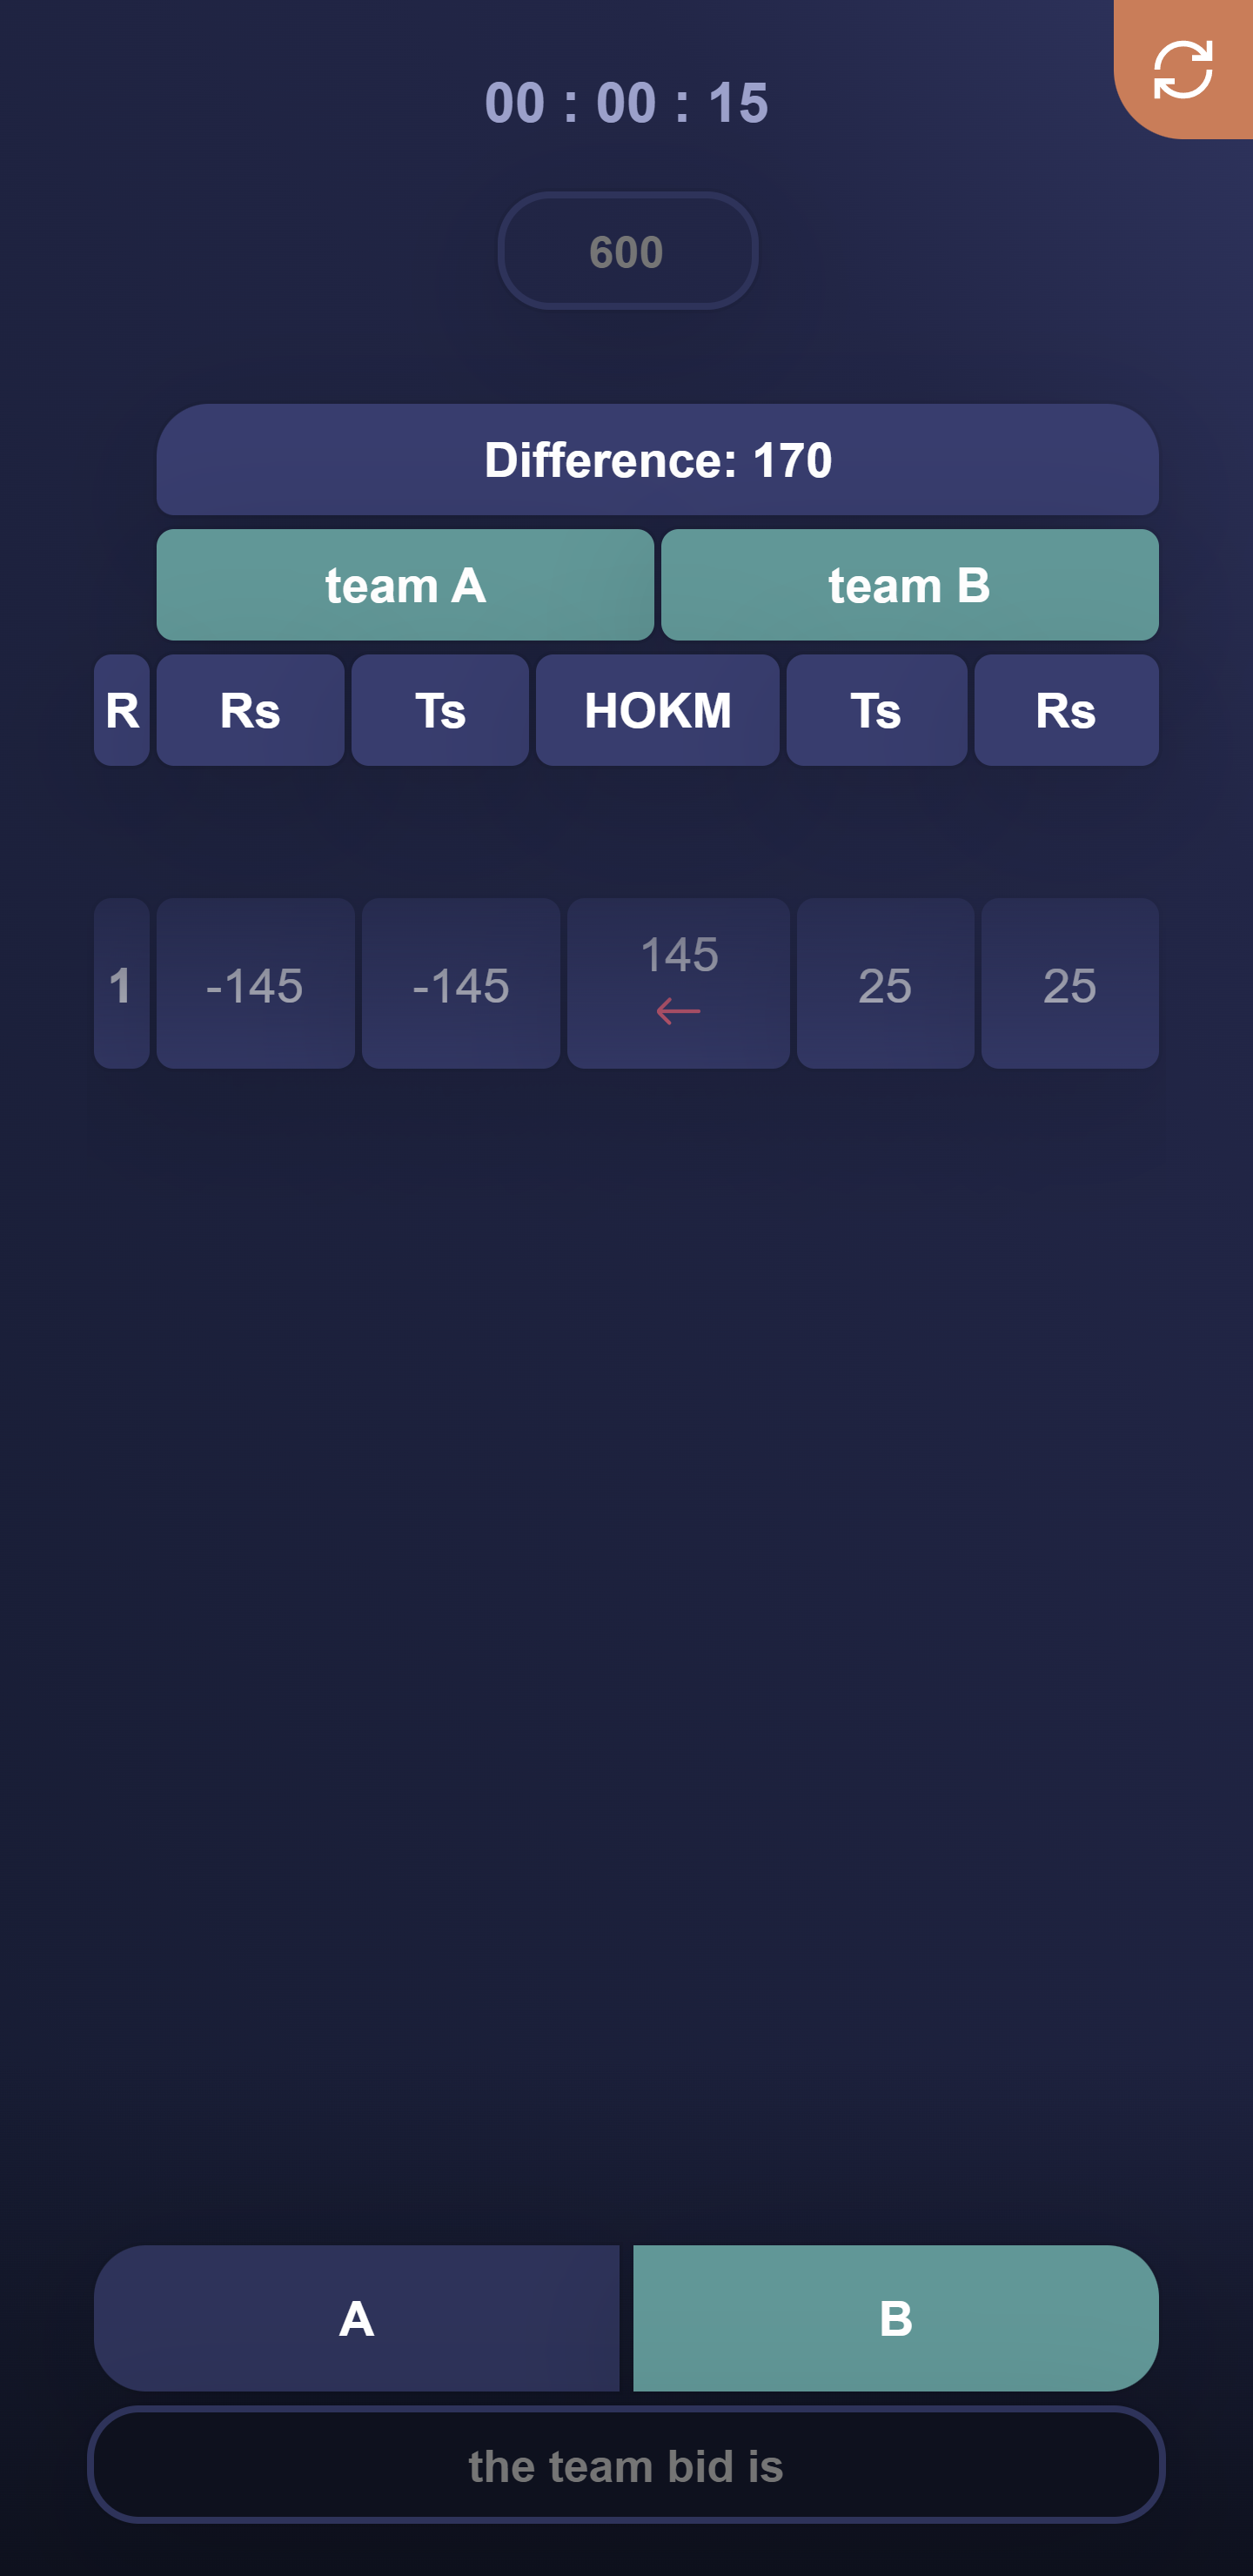 00 : 00 : 15
600
Difference: 170
team A team B
R Rs Ts HOKM Ts Rs
1 -145 -145 145 25 25
A B
the team bid is